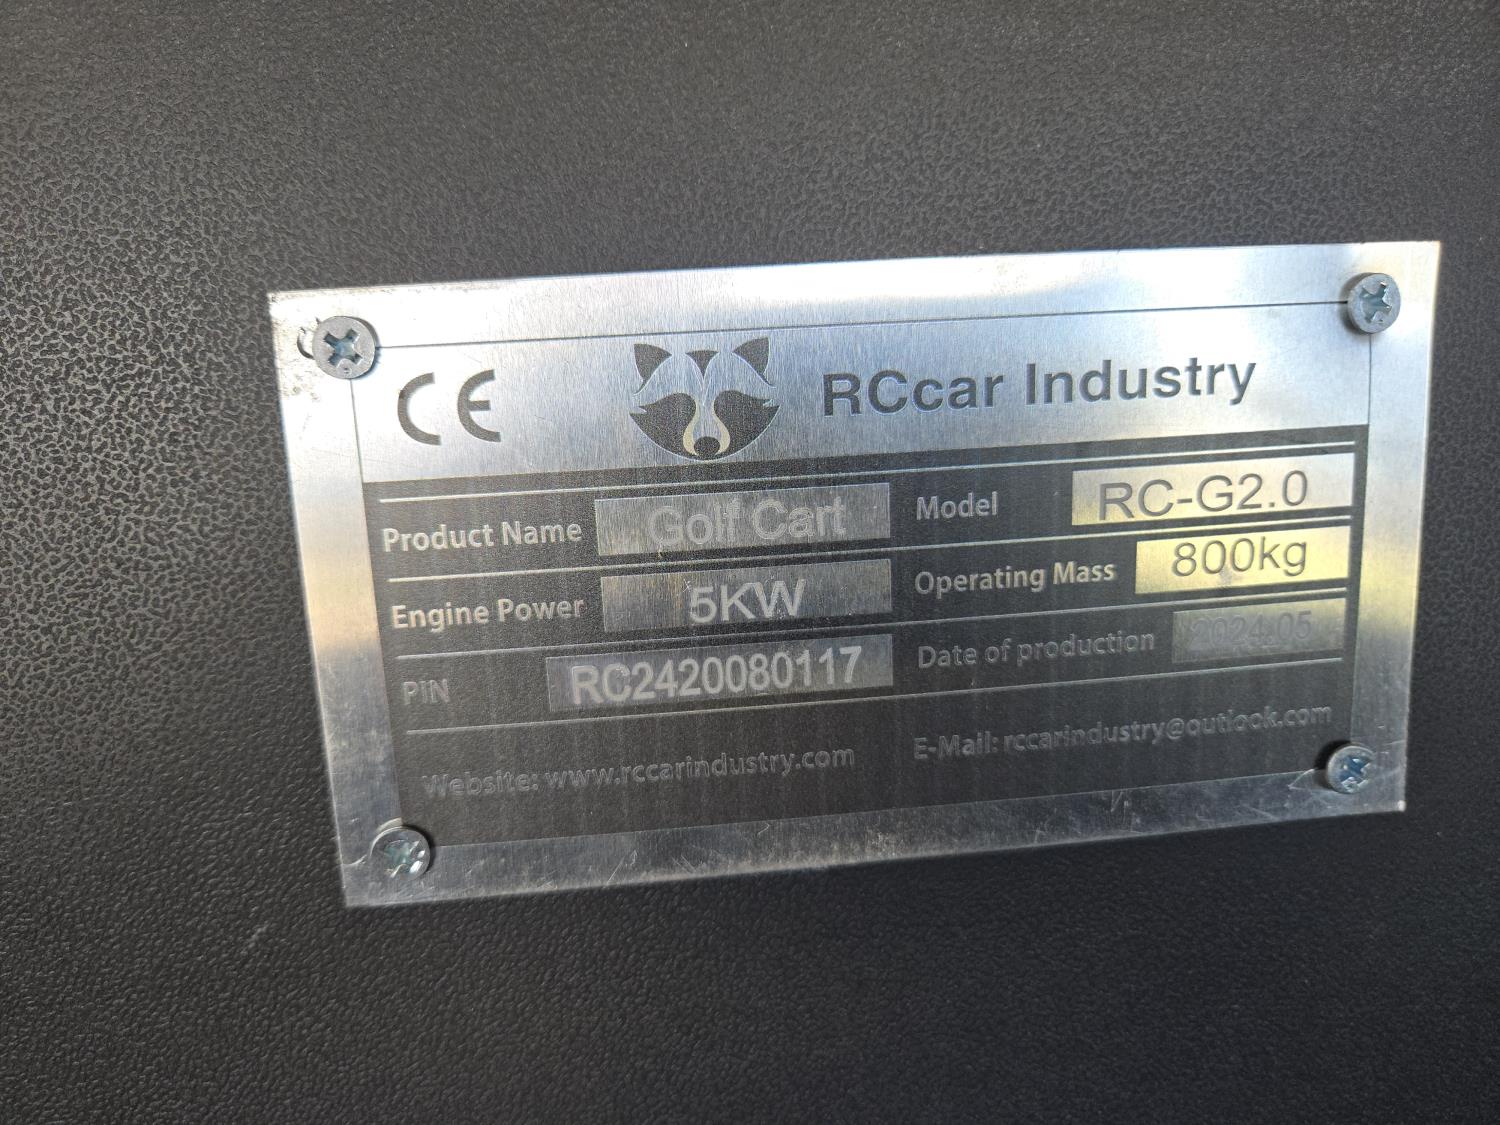 CE
RCcar Industry
Product Name Golf Cart
Model RC-G2.0
Engine Power 5KW
Operating Mass 800kg
PIN RC2420080117
Date of production 2024.05
Website: www.rccarindustry.com
E-Mail: rccarindustry@outlook.com